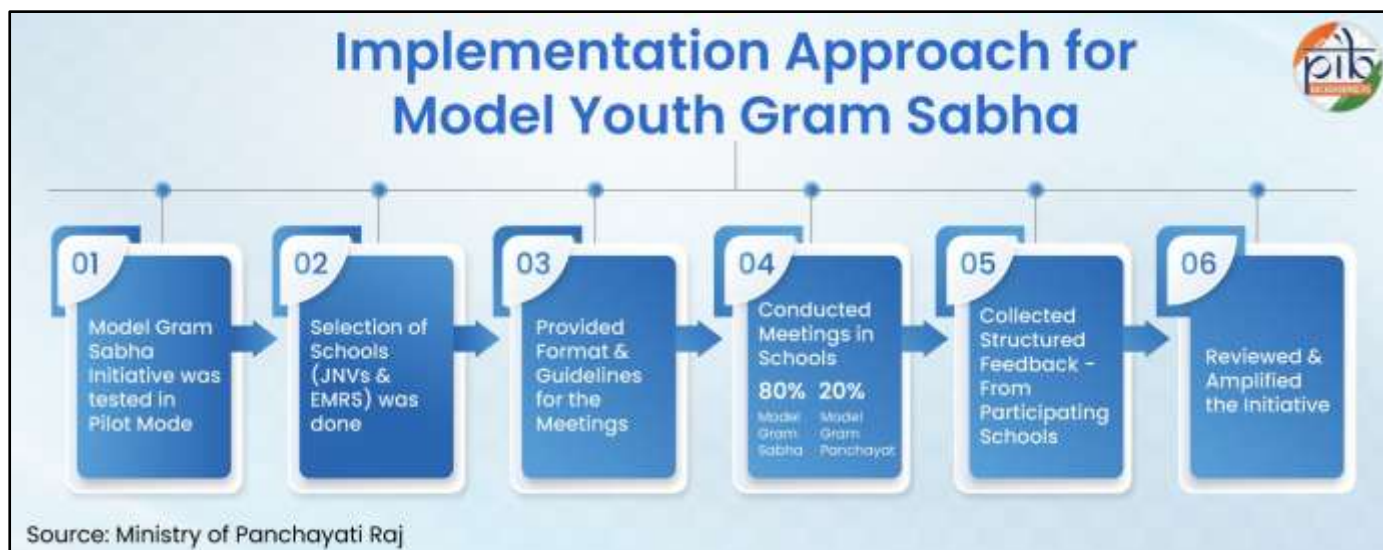 Implementation Approach for
Model Youth Gram Sabha
pib
01
Model Gram
Sabha
Initiative was
tested in
Pilot Mode
02
Selection of
Schools
(JNVs &
EMRS) was
done
03
Provided
Format &
Guidelines
for the
Meetings
04
Conducted
Meetings in
Schools
80% 20%
Model Model
Gram Gram
Sabha Panchayat
05
Collected
Structured
Feedback -
From
Participating
Schools
06
Reviewed &
Amplified
the Initiative
Source: Ministry of Panchayati Raj